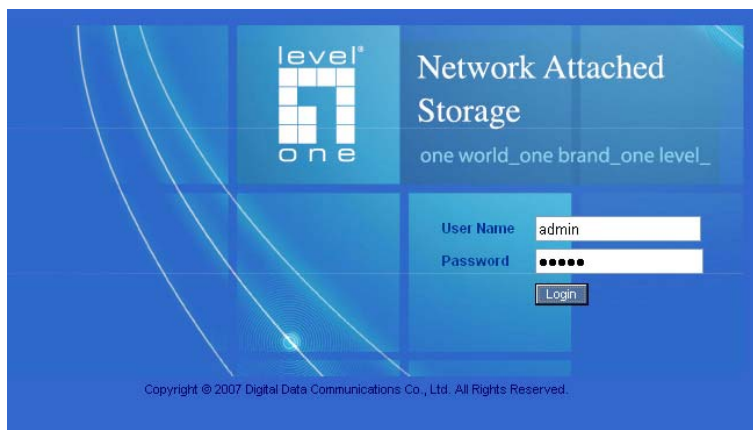 level®
one
Network Attached
Storage
one world_one brand_one level_
User Name admin
Password ●●●●●
Login
Copyright © 2007 Digital Data Communications Co., Ltd. All Rights Reserved.